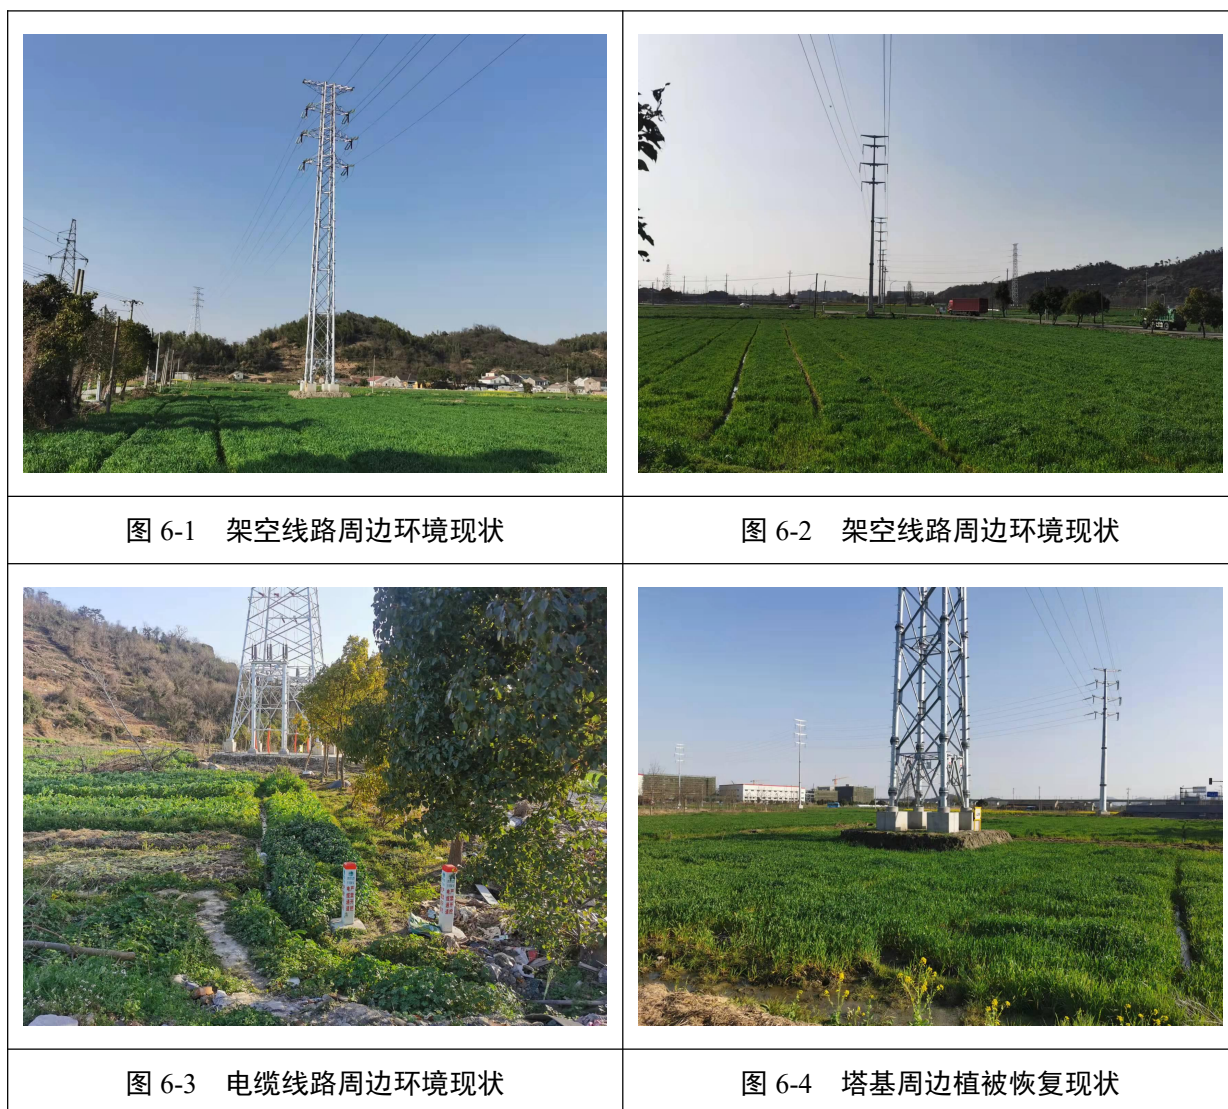 图 6-1 架空线路周边环境现状
图 6-2 架空线路周边环境现状
图 6-3 电缆线路周边环境现状
图 6-4 塔基周边植被恢复现状